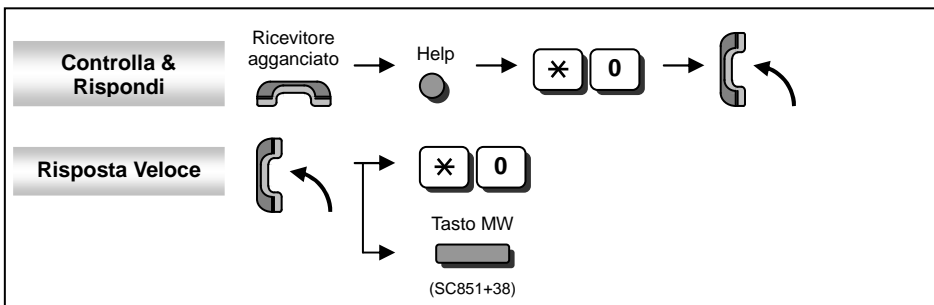 Controlla &
Rispondi
Ricevitore
agganciato
Help
* 0
Risposta Veloce
* 0
Tasto MW
(SC851+38)